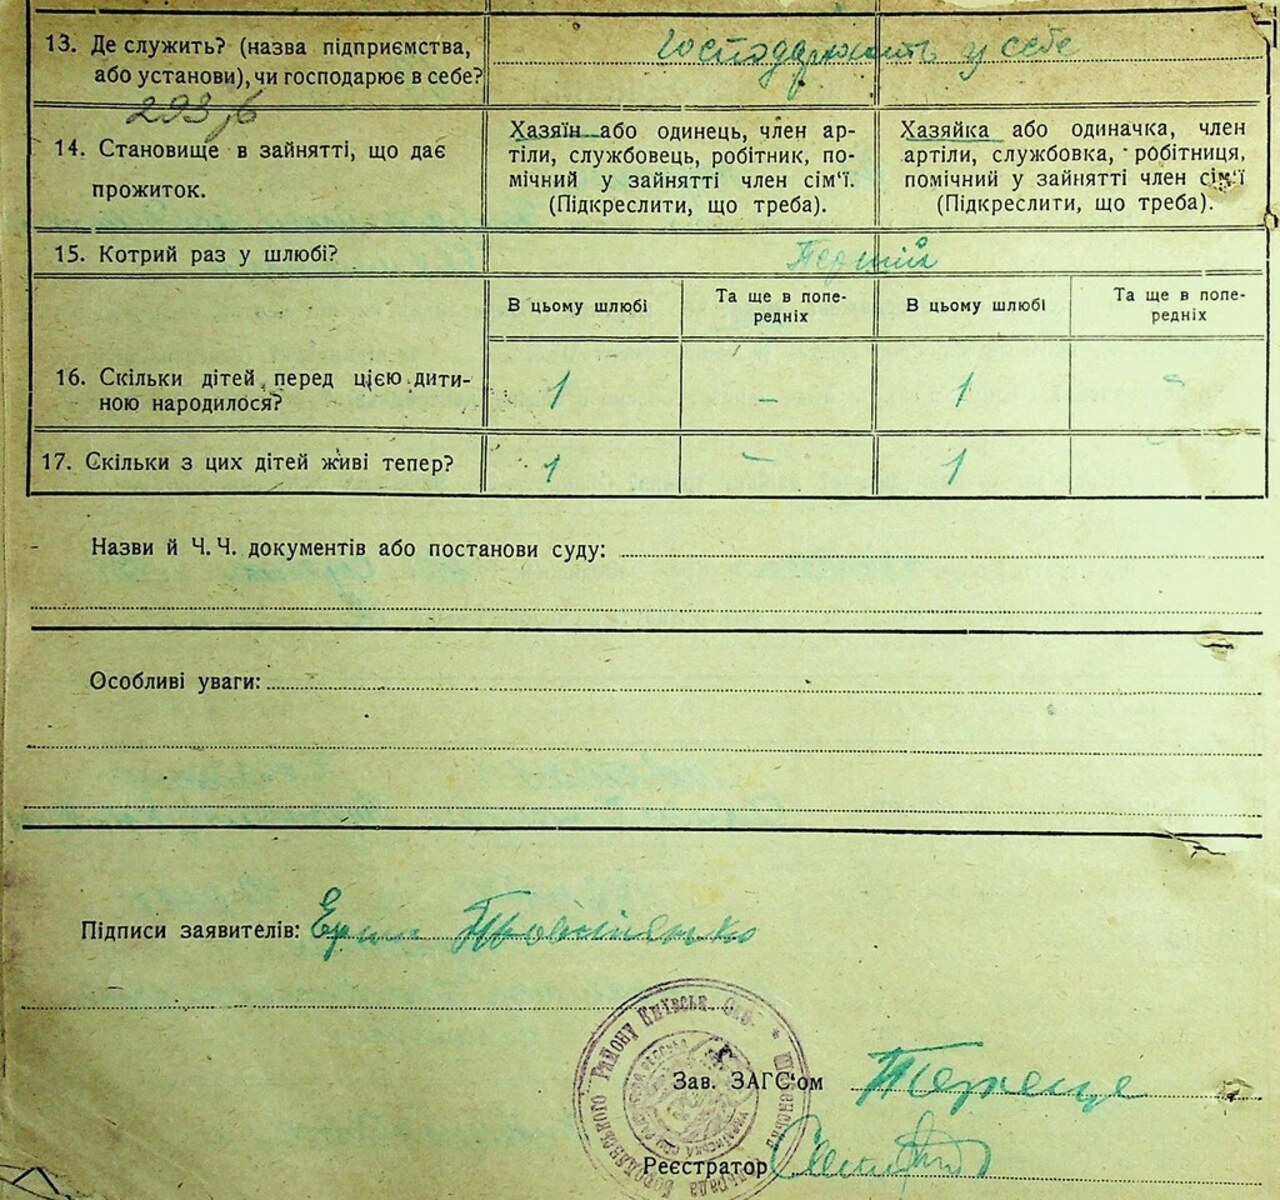 13. Де служить? (назва підприємства, або установи), чи господарює в себе?
Господарюють у себе
293/б
14. Становище в зайнятті, що дає прожиток.
Хазяїн або одинець, член ар-
тіли, службовець, робітник, по-
мічний у зайнятті член сім'ї.
(Підкреслити, що треба).
Хазяйка або одиначка, член
артіли, службовка, робітниця,
помічний у зайнятті член сім'ї
(Підкреслити, що треба).
15. Котрий раз у шлюбі?
Перший
В цьому шлюбі
Та ще в попе-
редніх
В цьому шлюбі
Та ще в попе-
редніх
16. Скільки дітей перед цією дити-
ною народилося?
1 – 1 –
17. Скільки з цих дітей живі тепер? 1 – 1 –
Назви й Ч. Ч. документів або постанови суду:
Особливі уваги:
Підписи заявителів:
Району Київськ. Окр.
Зав. ЗАГС'ом
Реєстратор